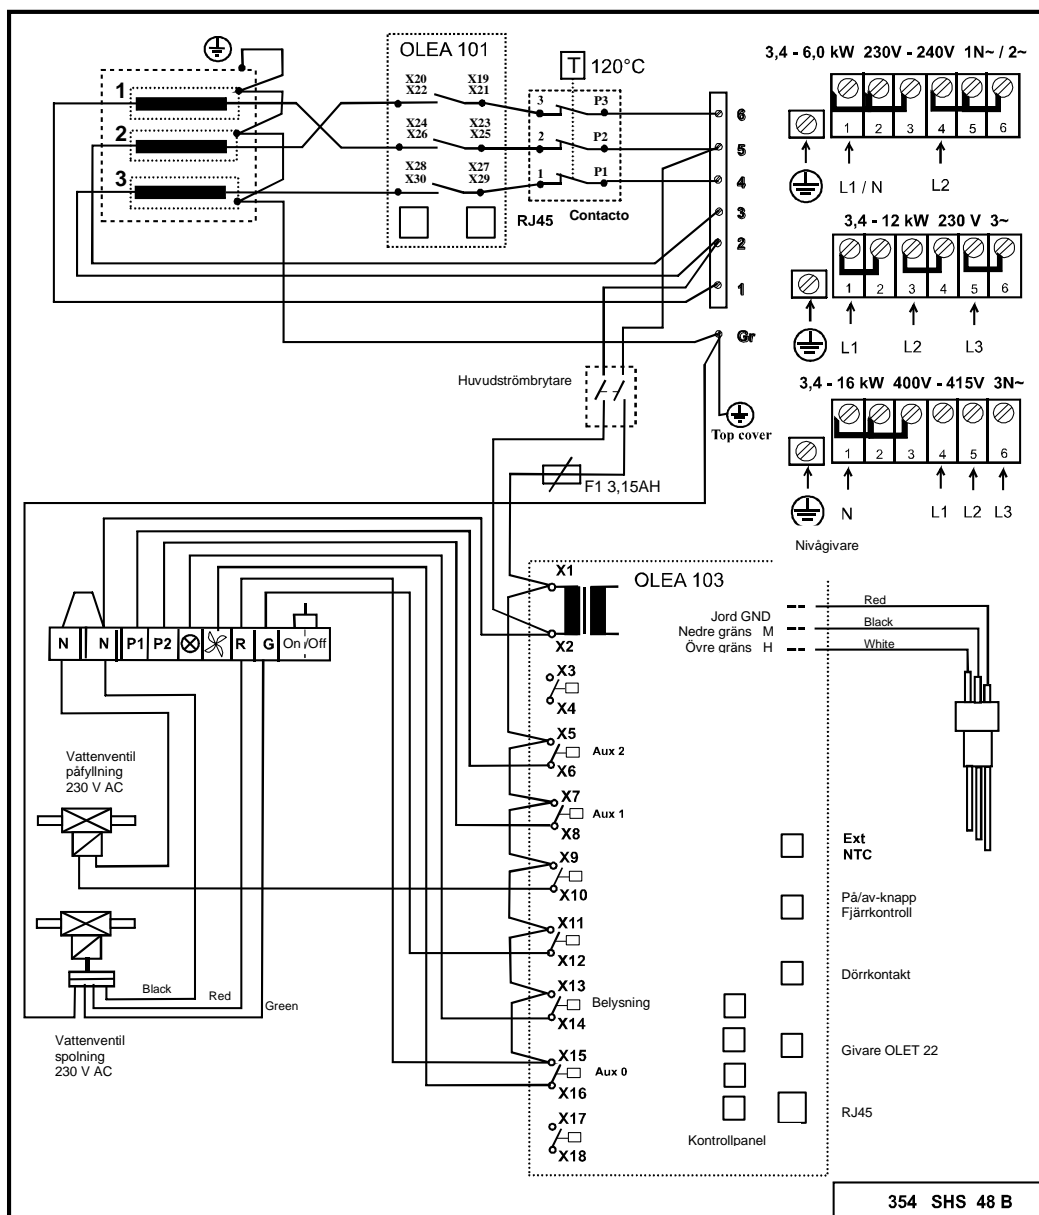 OLEA 101
T 120°C
1
2
3
X20
X22
X19
X21
X24
X26
X23
X25
X28
X30
X27
X29
3
2
1
P3
P2
P1
RJ45
Contacto
6
5
4
3
2
1
Gr
Huvudströmbrytare
Top cover
F1 3,15AH
3,4 - 6,0 kW 230V - 240V 1N~ / 2~
1 2 3 4 5 6
L1 / N L2
3,4 - 12 kW 230 V 3~
1 2 3 4 5 6
L1 L2 L3
3,4 - 16 kW 400V - 415V 3N~
1 2 3 4 5 6
N L1 L2 L3
Nivågivare
OLEA 103
X1
X2
Jord GND
Nedre gräns M
Övre gräns H
Red
Black
White
N N P1 P2 R G On/Off
X3
X4
X5
X6
Aux 2
X7
X8
Aux 1
X9
X10
X11
X12
X13
X14
Belysning
X15
X16
Aux 0
X17
X18
Vattenventil
påfyllning
230 V AC
Black
Red
Green
Vattenventil
spolning
230 V AC
Ext
NTC
På/av-knapp
Fjärrkontroll
Dörrkontakt
Givare OLET 22
RJ45
Kontrollpanel
354 SHS 48 B